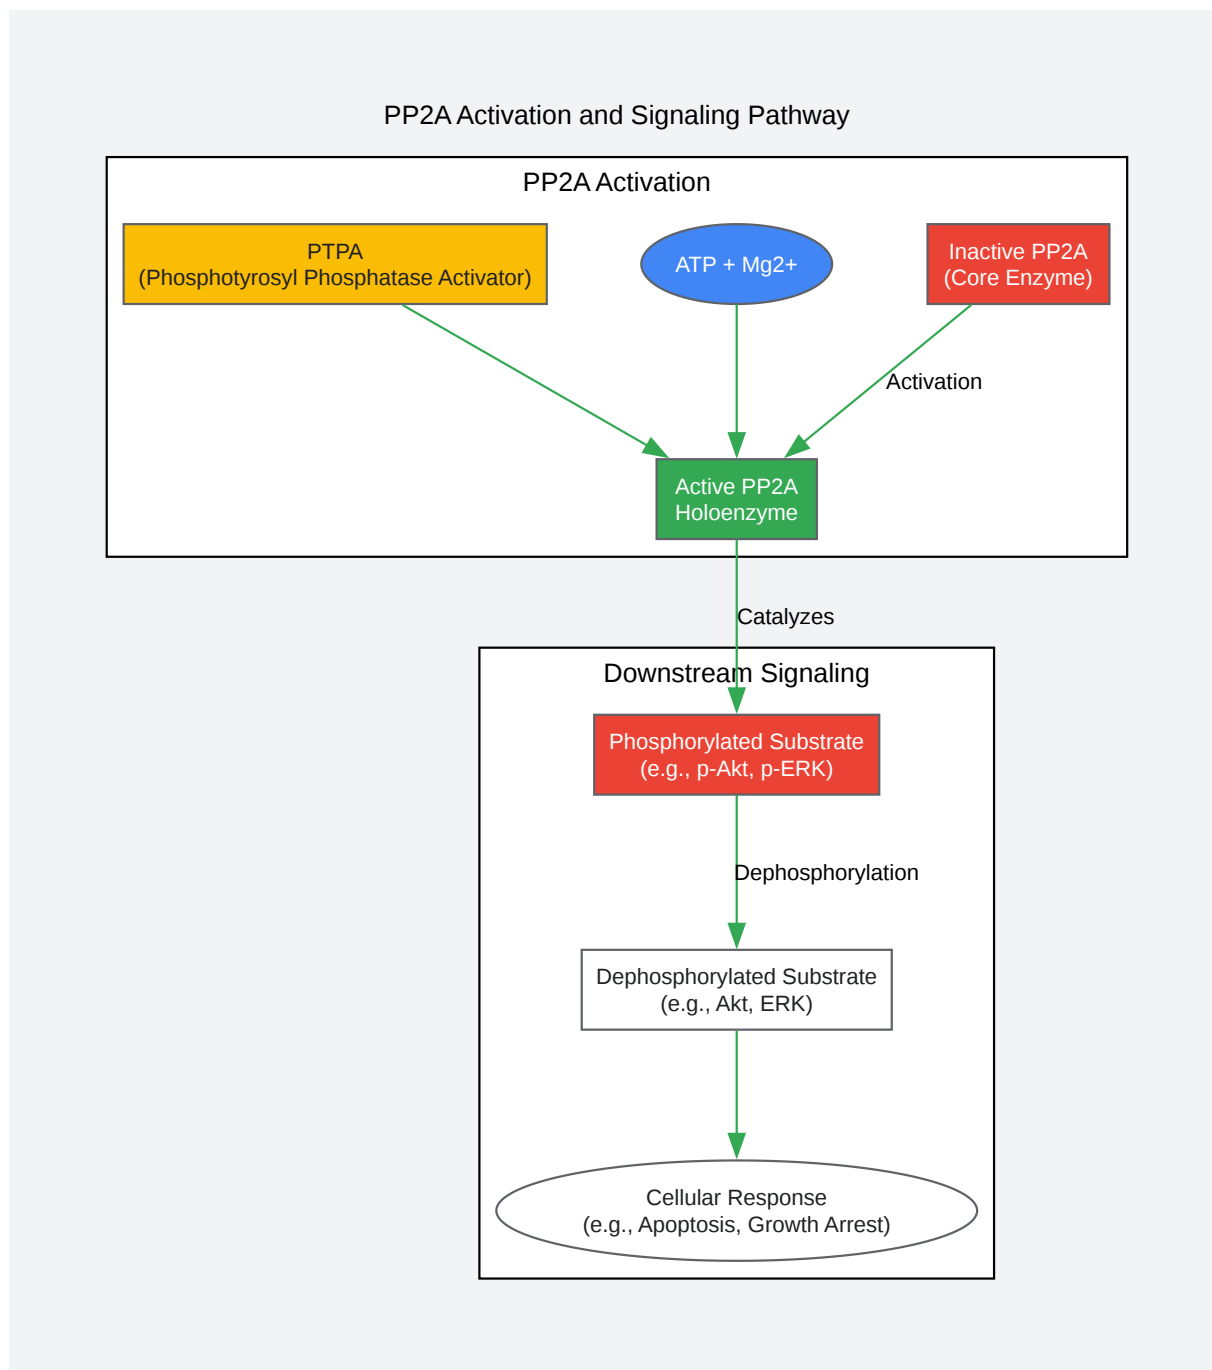 PP2A Activation and Signaling Pathway
PP2A Activation
PTPA
(Phosphotyrosyl Phosphatase Activator)
ATP + Mg2+
Inactive PP2A
(Core Enzyme)
Activation
Active PP2A
Holoenzyme
Catalyzes
Downstream Signaling
Phosphorylated Substrate
(e.g., p-Akt, p-ERK)
Dephosphorylation
Dephosphorylated Substrate
(e.g., Akt, ERK)
Cellular Response
(e.g., Apoptosis, Growth Arrest)